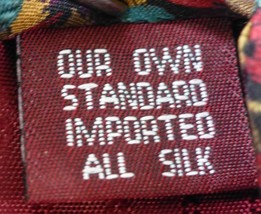 OUR OWN
STANDARD
IMPORTED
ALL SILK